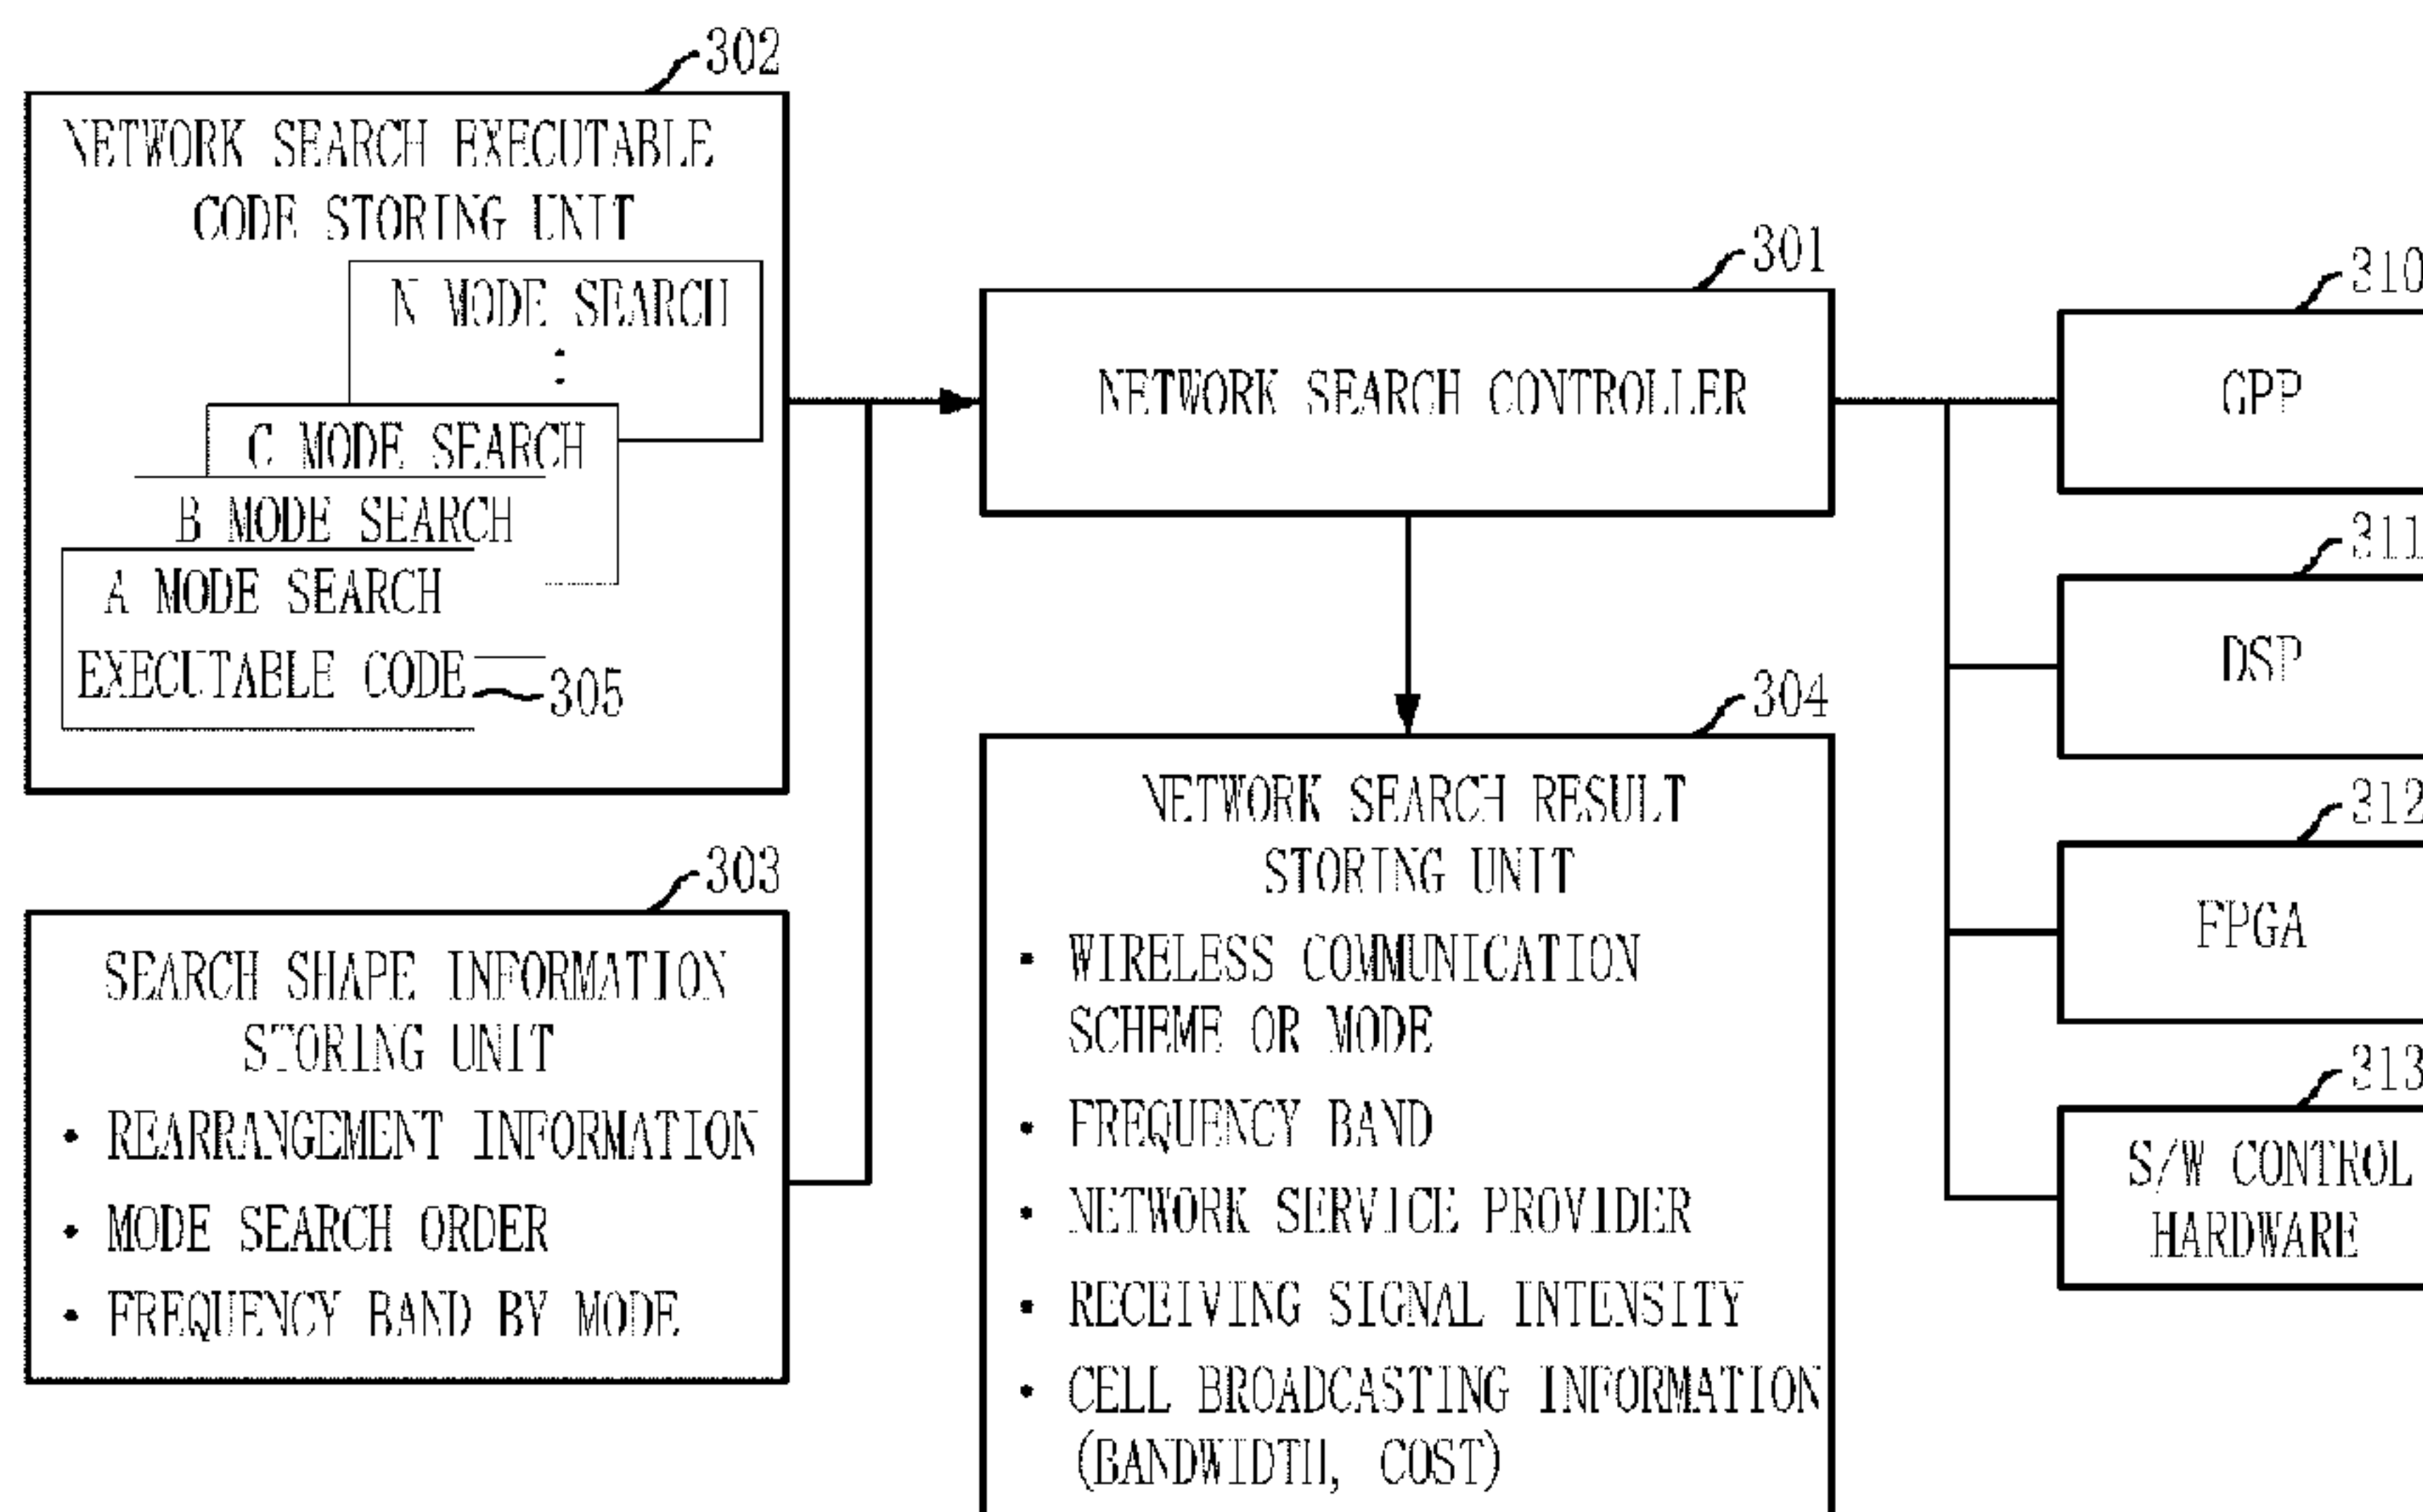 302
NETWORK SEARCH EXECUTABLE
CODE STORING UNIT
N MODE SEARCH
:
C MODE SEARCH
B MODE SEARCH
A MODE SEARCH
EXECUTABLE CODE
305
303
SEARCH SHAPE INFORMATION
STORING UNIT
• REARRANGEMENT INFORMATION
• MODE SEARCH ORDER
• FREQUENCY BAND BY MODE
301
NETWORK SEARCH CONTROLLER
304
NETWORK SEARCH RESULT
STORING UNIT
• WIRELESS COMMUNICATION
SCHEME OR MODE
• FREQUENCY BAND
• NETWORK SERVICE PROVIDER
• RECEIVING SIGNAL INTENSITY
• CELL BROADCASTING INFORMATION
(BANDWIDTH, COST)
310
GPP
311
DSP
312
FPGA
313
S/W CONTROL
HARDWARE